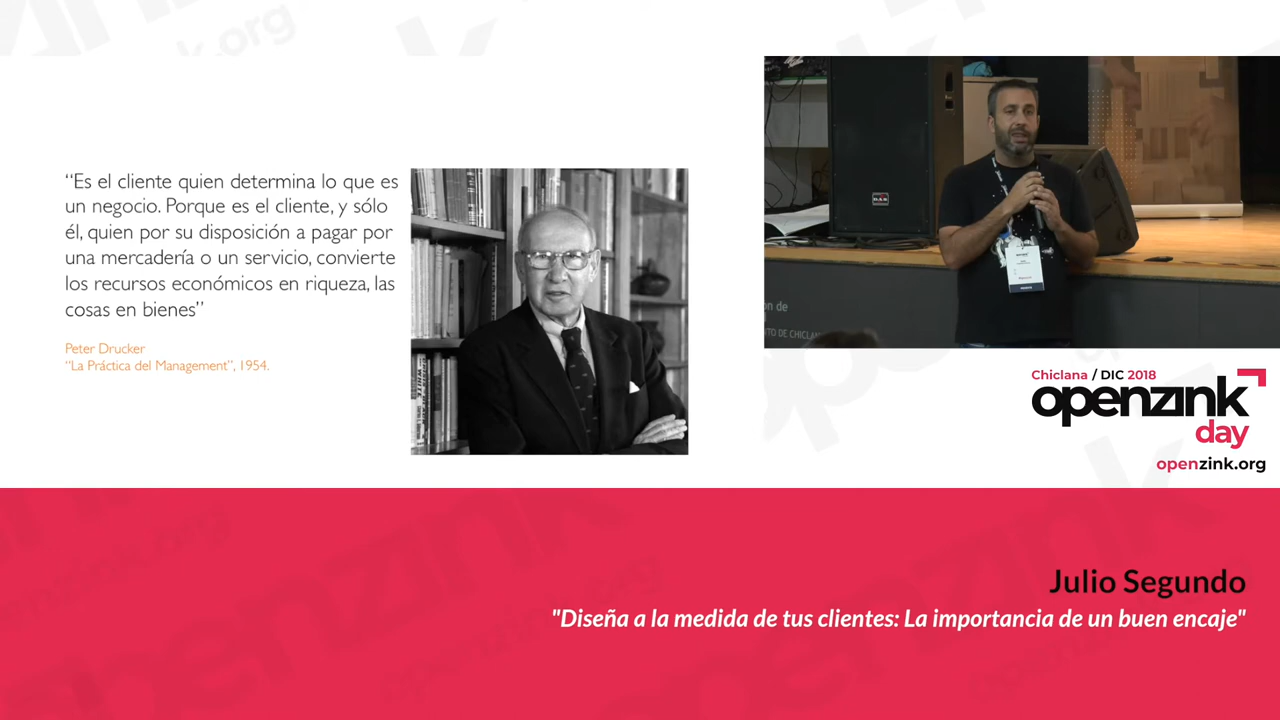 “Es el cliente quien determina lo que es
un negocio. Porque es el cliente, y sólo
él, quien por su disposición a pagar por
una mercadería o un servicio, convierte
los recursos económicos en riqueza, las
cosas en bienes”
Peter Drucker
“La Práctica del Management”, 1954.
Chiclana / DIC 2018
openzink
day
openzink.org
Julio Segundo
"Diseña a la medida de tus clientes: La importancia de un buen encaje"